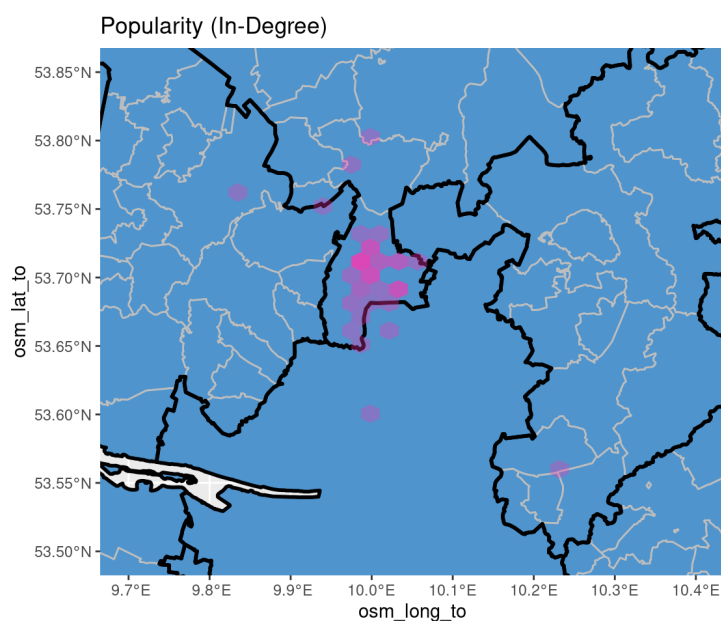 Popularity (In-Degree)
osm_lat_to
53.85°N
53.80°N
53.75°N
53.70°N
53.65°N
53.60°N
53.55°N
53.50°N
9.7°E 9.8°E 9.9°E 10.0°E 10.1°E 10.2°E 10.3°E 10.4°E
osm_long_to